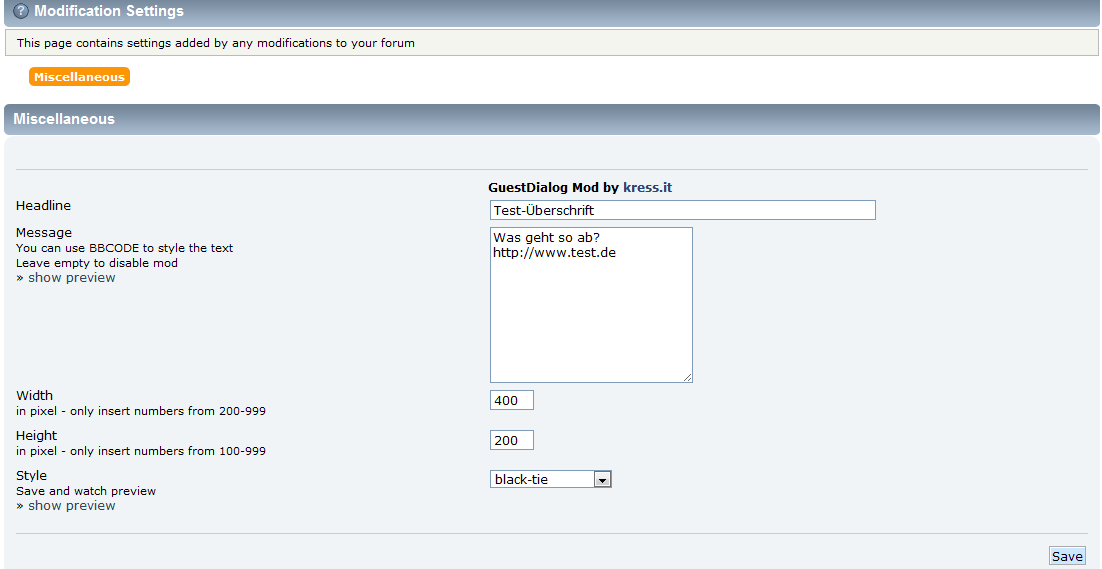 Modification Settings
This page contains settings added by any modifications to your forum
Miscellaneous
Miscellaneous
GuestDialog Mod by kress.it
Headline
Test-Überschrift
Message
You can use BBCODE to style the text
Leave empty to disable mod
» show preview
Was geht so ab?
http://www.test.de
Width
in pixel - only insert numbers from 200-999
400
Height
in pixel - only insert numbers from 100-999
200
Style
Save and watch preview
» show preview
black-tie
Save